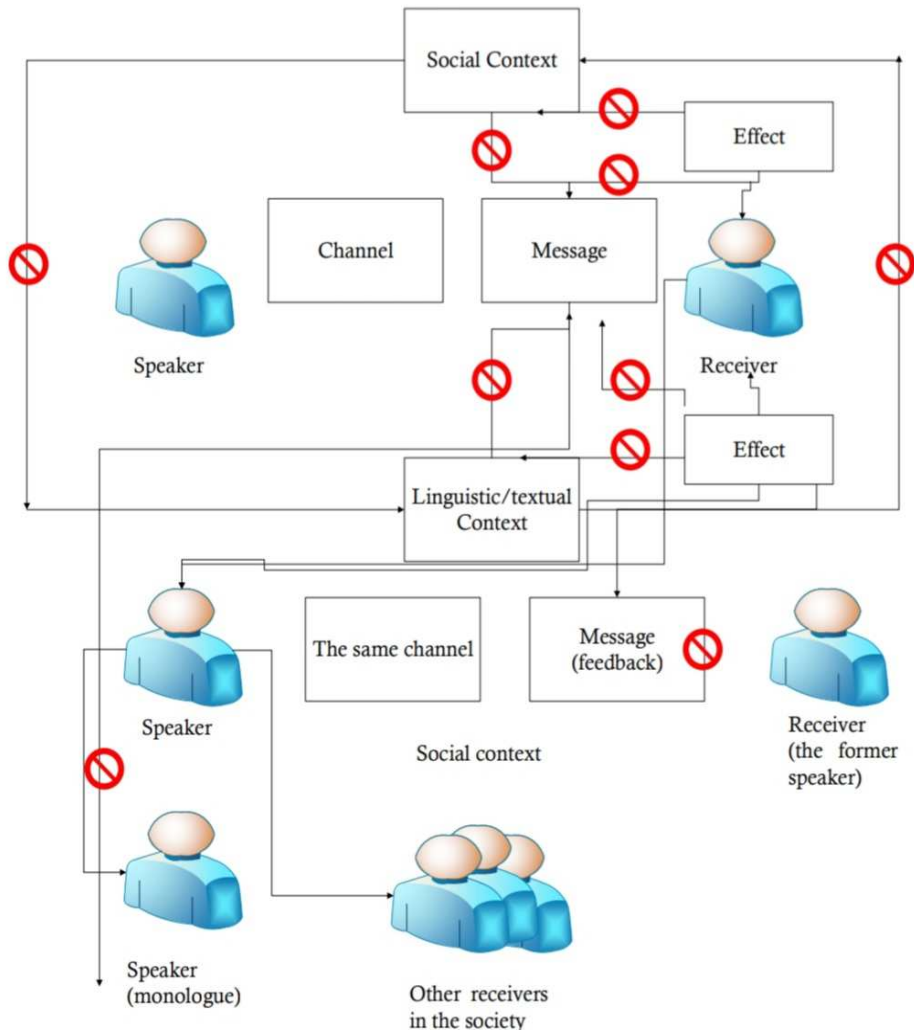 Social Context
Effect
Channel
Message
Speaker
Receiver
Effect
Linguistic/textual
Context
The same channel
Message
(feedback)
Speaker
Receiver
(the former
speaker)
Social context
Speaker
(monologue)
Other receivers
in the society